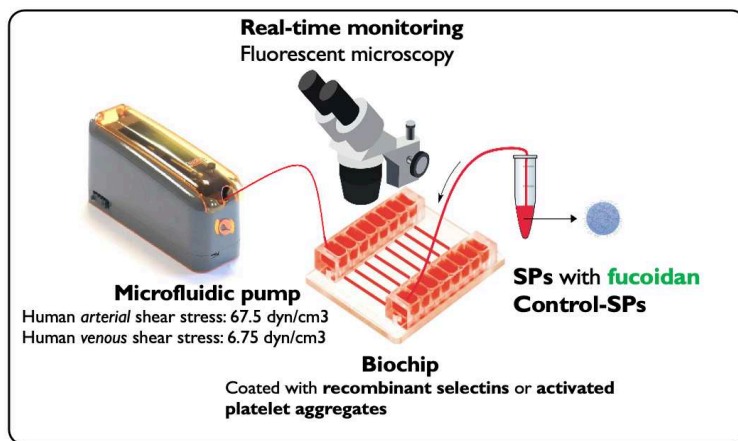 Real-time monitoring
Fluorescent microscopy
SPs with fucoidan
Control-SPs
Microfluidic pump
Human arterial shear stress: 67.5 dyn/cm3
Human venous shear stress: 6.75 dyn/cm3
Biochip
Coated with recombinant selectins or activated
platelet aggregates